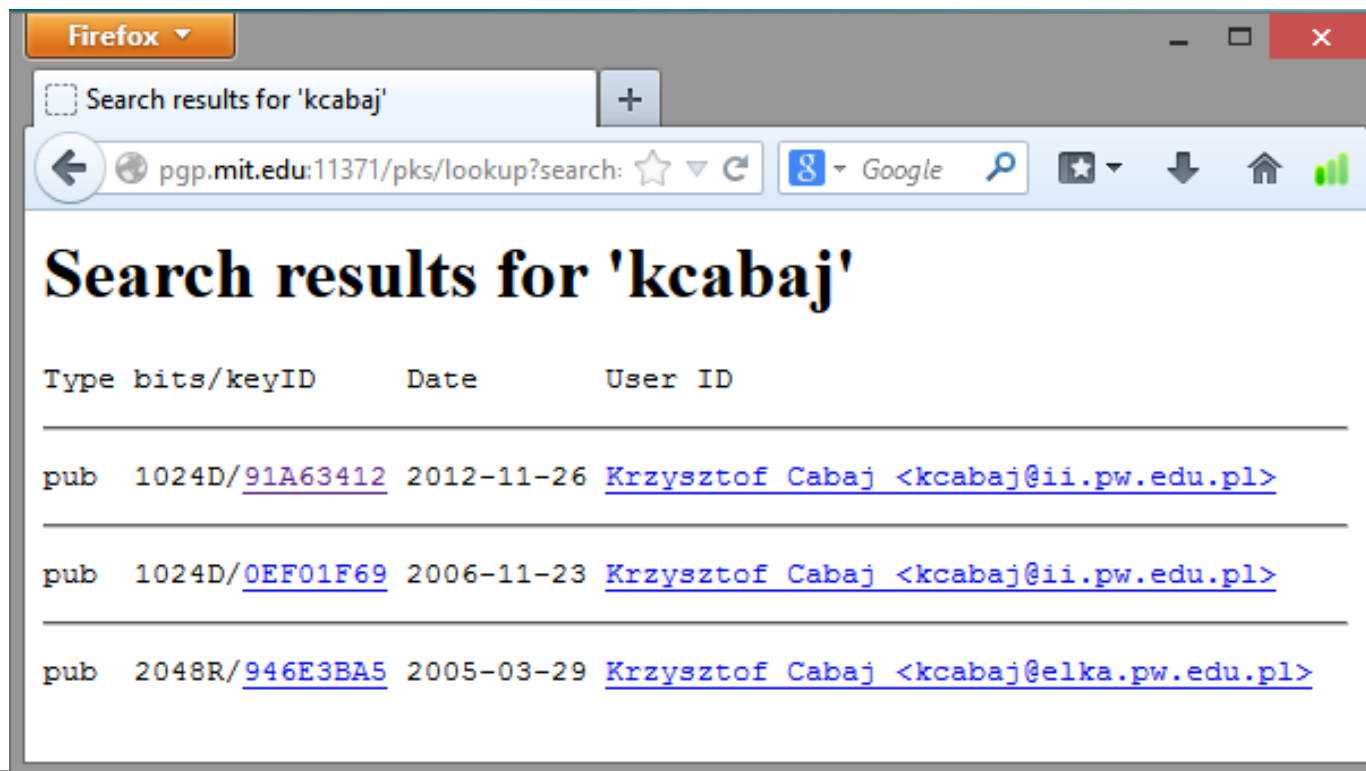 Firefox
Search results for 'kcabaj'
pgp.mit.edu:11371/pks/lookup?search: Google
Search results for 'kcabaj'
Type bits/keyID Date User ID
pub 1024D/91A63412 2012-11-26 Krzysztof Cabaj <kcabaj@ii.pw.edu.pl>
pub 1024D/0EF01F69 2006-11-23 Krzysztof Cabaj <kcabaj@ii.pw.edu.pl>
pub 2048R/946E3BA5 2005-03-29 Krzysztof Cabaj <kcabaj@elka.pw.edu.pl>